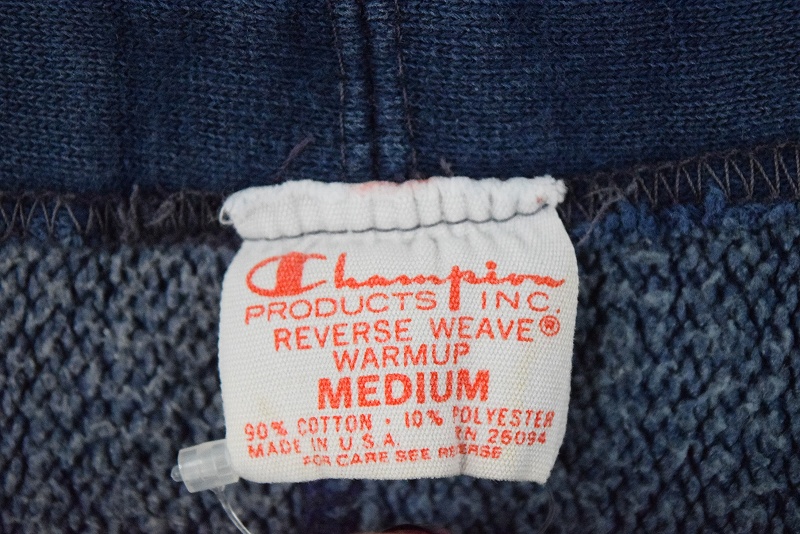 Champion
PRODUCTS INC.
REVERSE WEAVE®
WARMUP
MEDIUM
90% COTTON · 10% POLYESTER
MADE IN U.S.A. RN 26094
FOR CARE SEE REVERSE